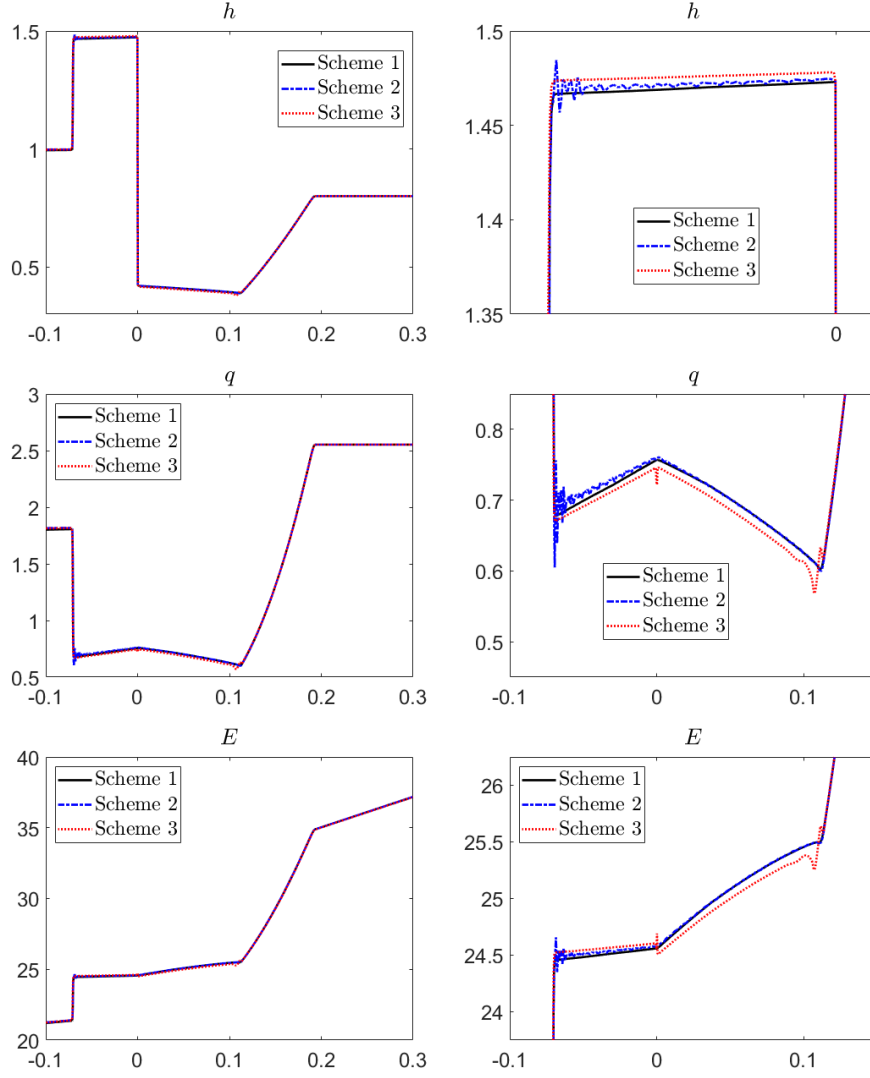 h
1.5
1
0.5
-0.1 0 0.1 0.2 0.3
Scheme 1
Scheme 2
Scheme 3
h
1.5
1.45
1.4
1.35
0
Scheme 1
Scheme 2
Scheme 3
q
3
2.5
2
1.5
1
0.5
-0.1 0 0.1 0.2 0.3
Scheme 1
Scheme 2
Scheme 3
q
0.8
0.7
0.6
0.5
-0.1 0 0.1
Scheme 1
Scheme 2
Scheme 3
E
40
35
30
25
20
-0.1 0 0.1 0.2 0.3
Scheme 1
Scheme 2
Scheme 3
E
26
25.5
25
24.5
24
-0.1 0 0.1
Scheme 1
Scheme 2
Scheme 3